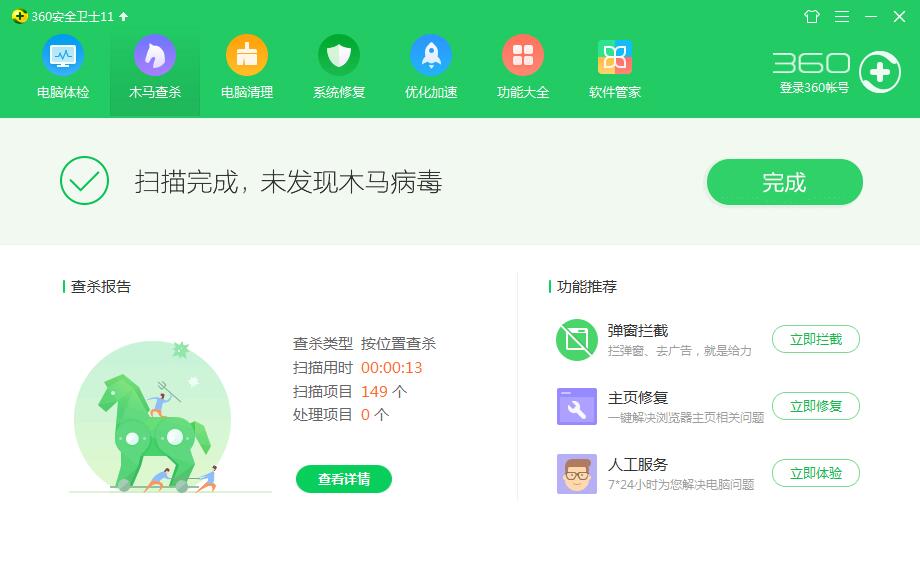 360安全卫士11
电脑体检
木马查杀
电脑清理
系统修复
优化加速
功能大全
软件管家
360
登录360帐号
扫描完成，未发现木马病毒
完成
查杀报告
查杀类型 按位置查杀
扫描用时 00:00:13
扫描项目 149 个
处理项目 0 个
查看详情
功能推荐
弹窗拦截
拦弹窗、去广告，就是给力
立即拦截
主页修复
一键解决浏览器主页相关问题
立即修复
人工服务
7*24小时为您解决电脑问题
立即体验